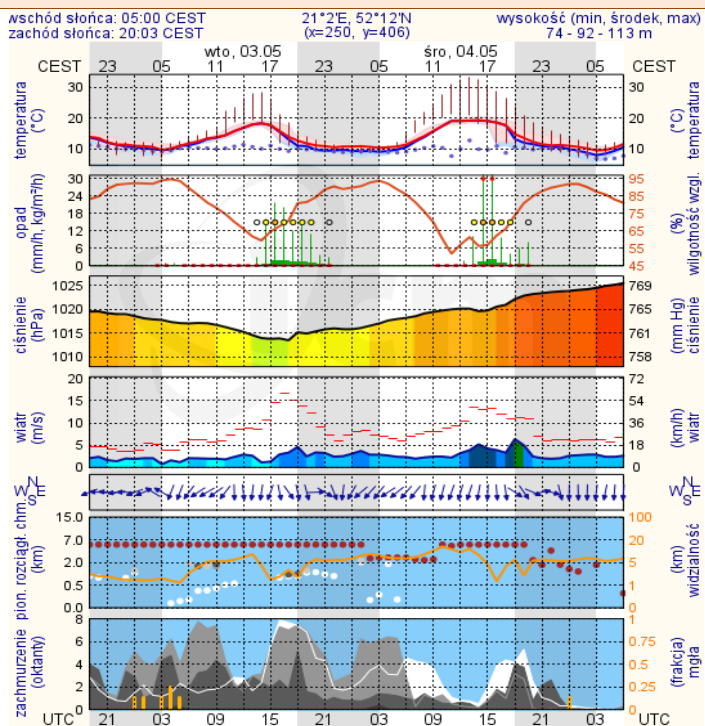 wschód słońca: 05:00 CEST 21°2'E, 52°12'N wysokość (min, środek, max)
zachód słońca: 20:03 CEST (x=250, y=406) 74 - 92 - 113 m
wto, 03.05 śro, 04.05
CEST 23 05 11 17 23 05 11 17 23 05 CEST
temperatura (°C) 30 20 10 30 20 10 temperatura (°C)
opad (mm/h, kg/m²/h) 30 24 18 12 6 0 95 85 75 65 55 45 (%) wilgotność wzgl.
ciśnienie (hPa) 1025 1020 1015 1010 769 765 761 758 (mm Hg) ciśnienie
wiatr (m/s) 20 15 10 5 0 72 54 36 18 0 (km/h) wiatr
N W E S N W E S
pion. rozciągł. chm. (km) 15.0 7.0 2.0 0.5 0.0 100 20 5 1 0 (km) widzialność
zachmurzenie (oktanty) 8 6 4 2 0 1 0.75 0.5 0.25 0 (frakcja) mgła
UTC 21 03 09 15 21 03 09 15 21 03 UTC